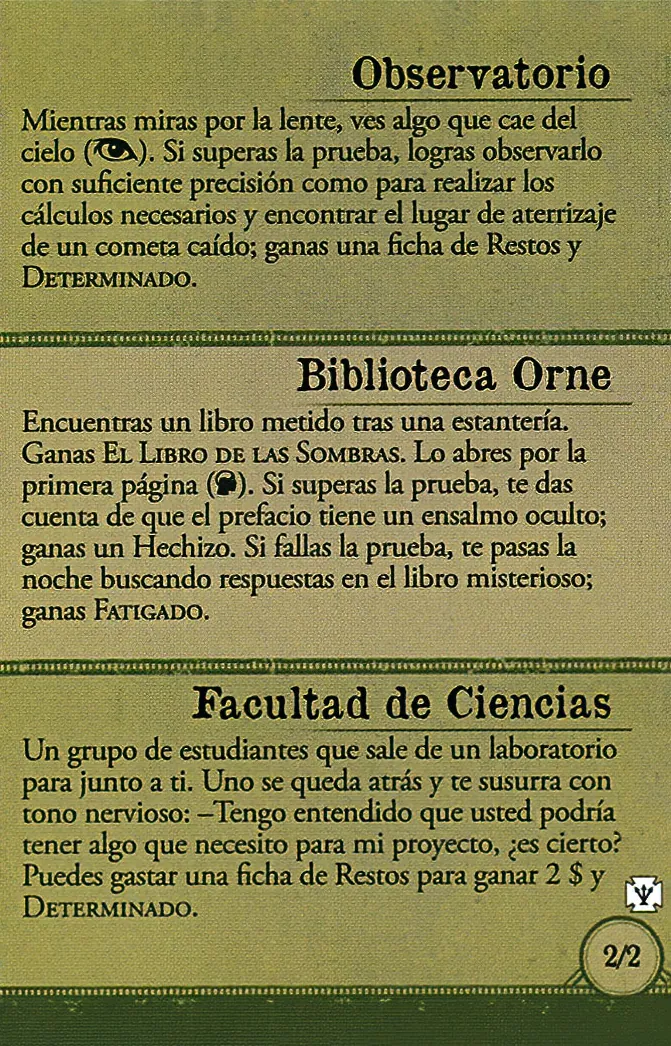 Observatorio
Mientras miras por la lente, ves algo que cae del
cielo (). Si superas la prueba, logras observarlo
con suficiente precisión como para realizar los
cálculos necesarios y encontrar el lugar de aterrizaje
de un cometa caído; ganas una ficha de Restos y
DETERMINADO.
Biblioteca Orne
Encuentras un libro metido tras una estantería.
Ganas EL LIBRO DE LAS SOMBRAS. Lo abres por la
primera página (). Si superas la prueba, te das
cuenta de que el prefacio tiene un ensalmo oculto;
ganas un Hechizo. Si fallas la prueba, te pasas la
noche buscando respuestas en el libro misterioso;
ganas FATIGADO.
Facultad de Ciencias
Un grupo de estudiantes que sale de un laboratorio
para junto a ti. Uno se queda atrás y te susurra con
tono nervioso: –Tengo entendido que usted podría
tener algo que necesito para mi proyecto, ¿es cierto?
Puedes gastar una ficha de Restos para ganar 2 $ y
DETERMINADO.
2/2